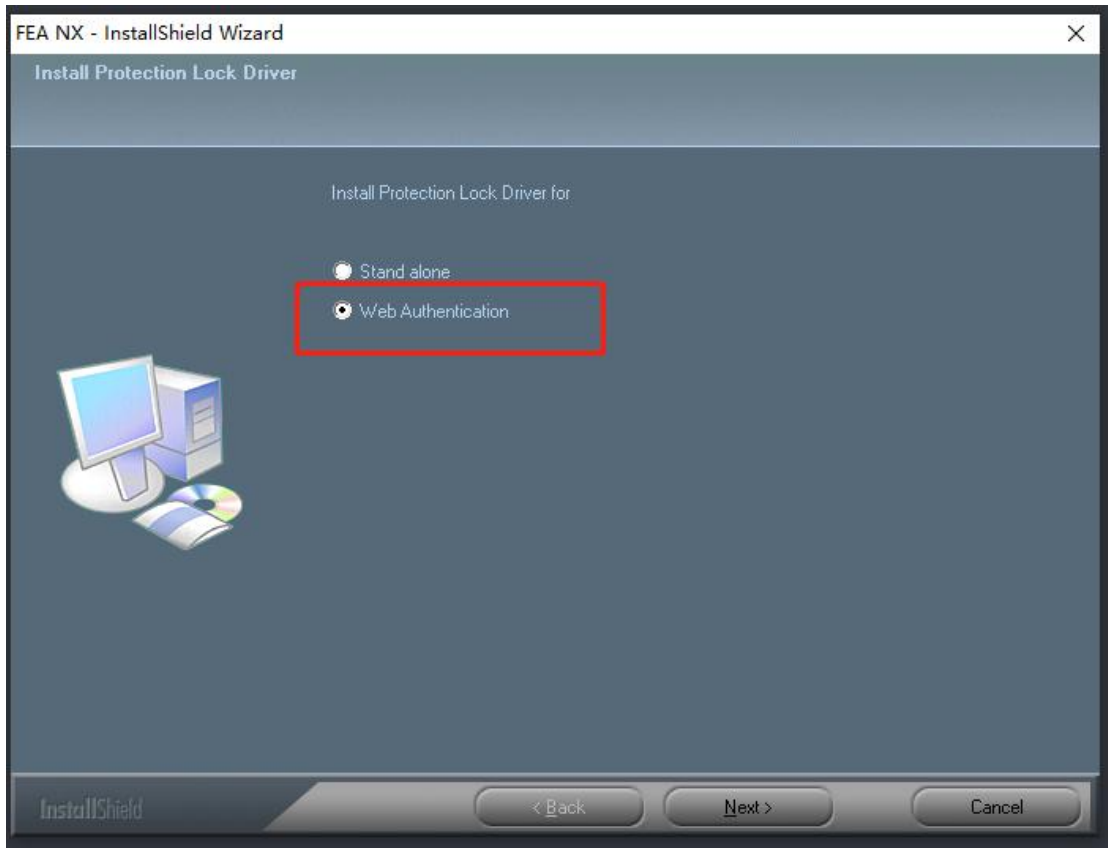 FEA NX - InstallShield Wizard
Install Protection Lock Driver
Install Protection Lock Driver for
Stand alone
Web Authentication
InstallShield
< Back
Next >
Cancel